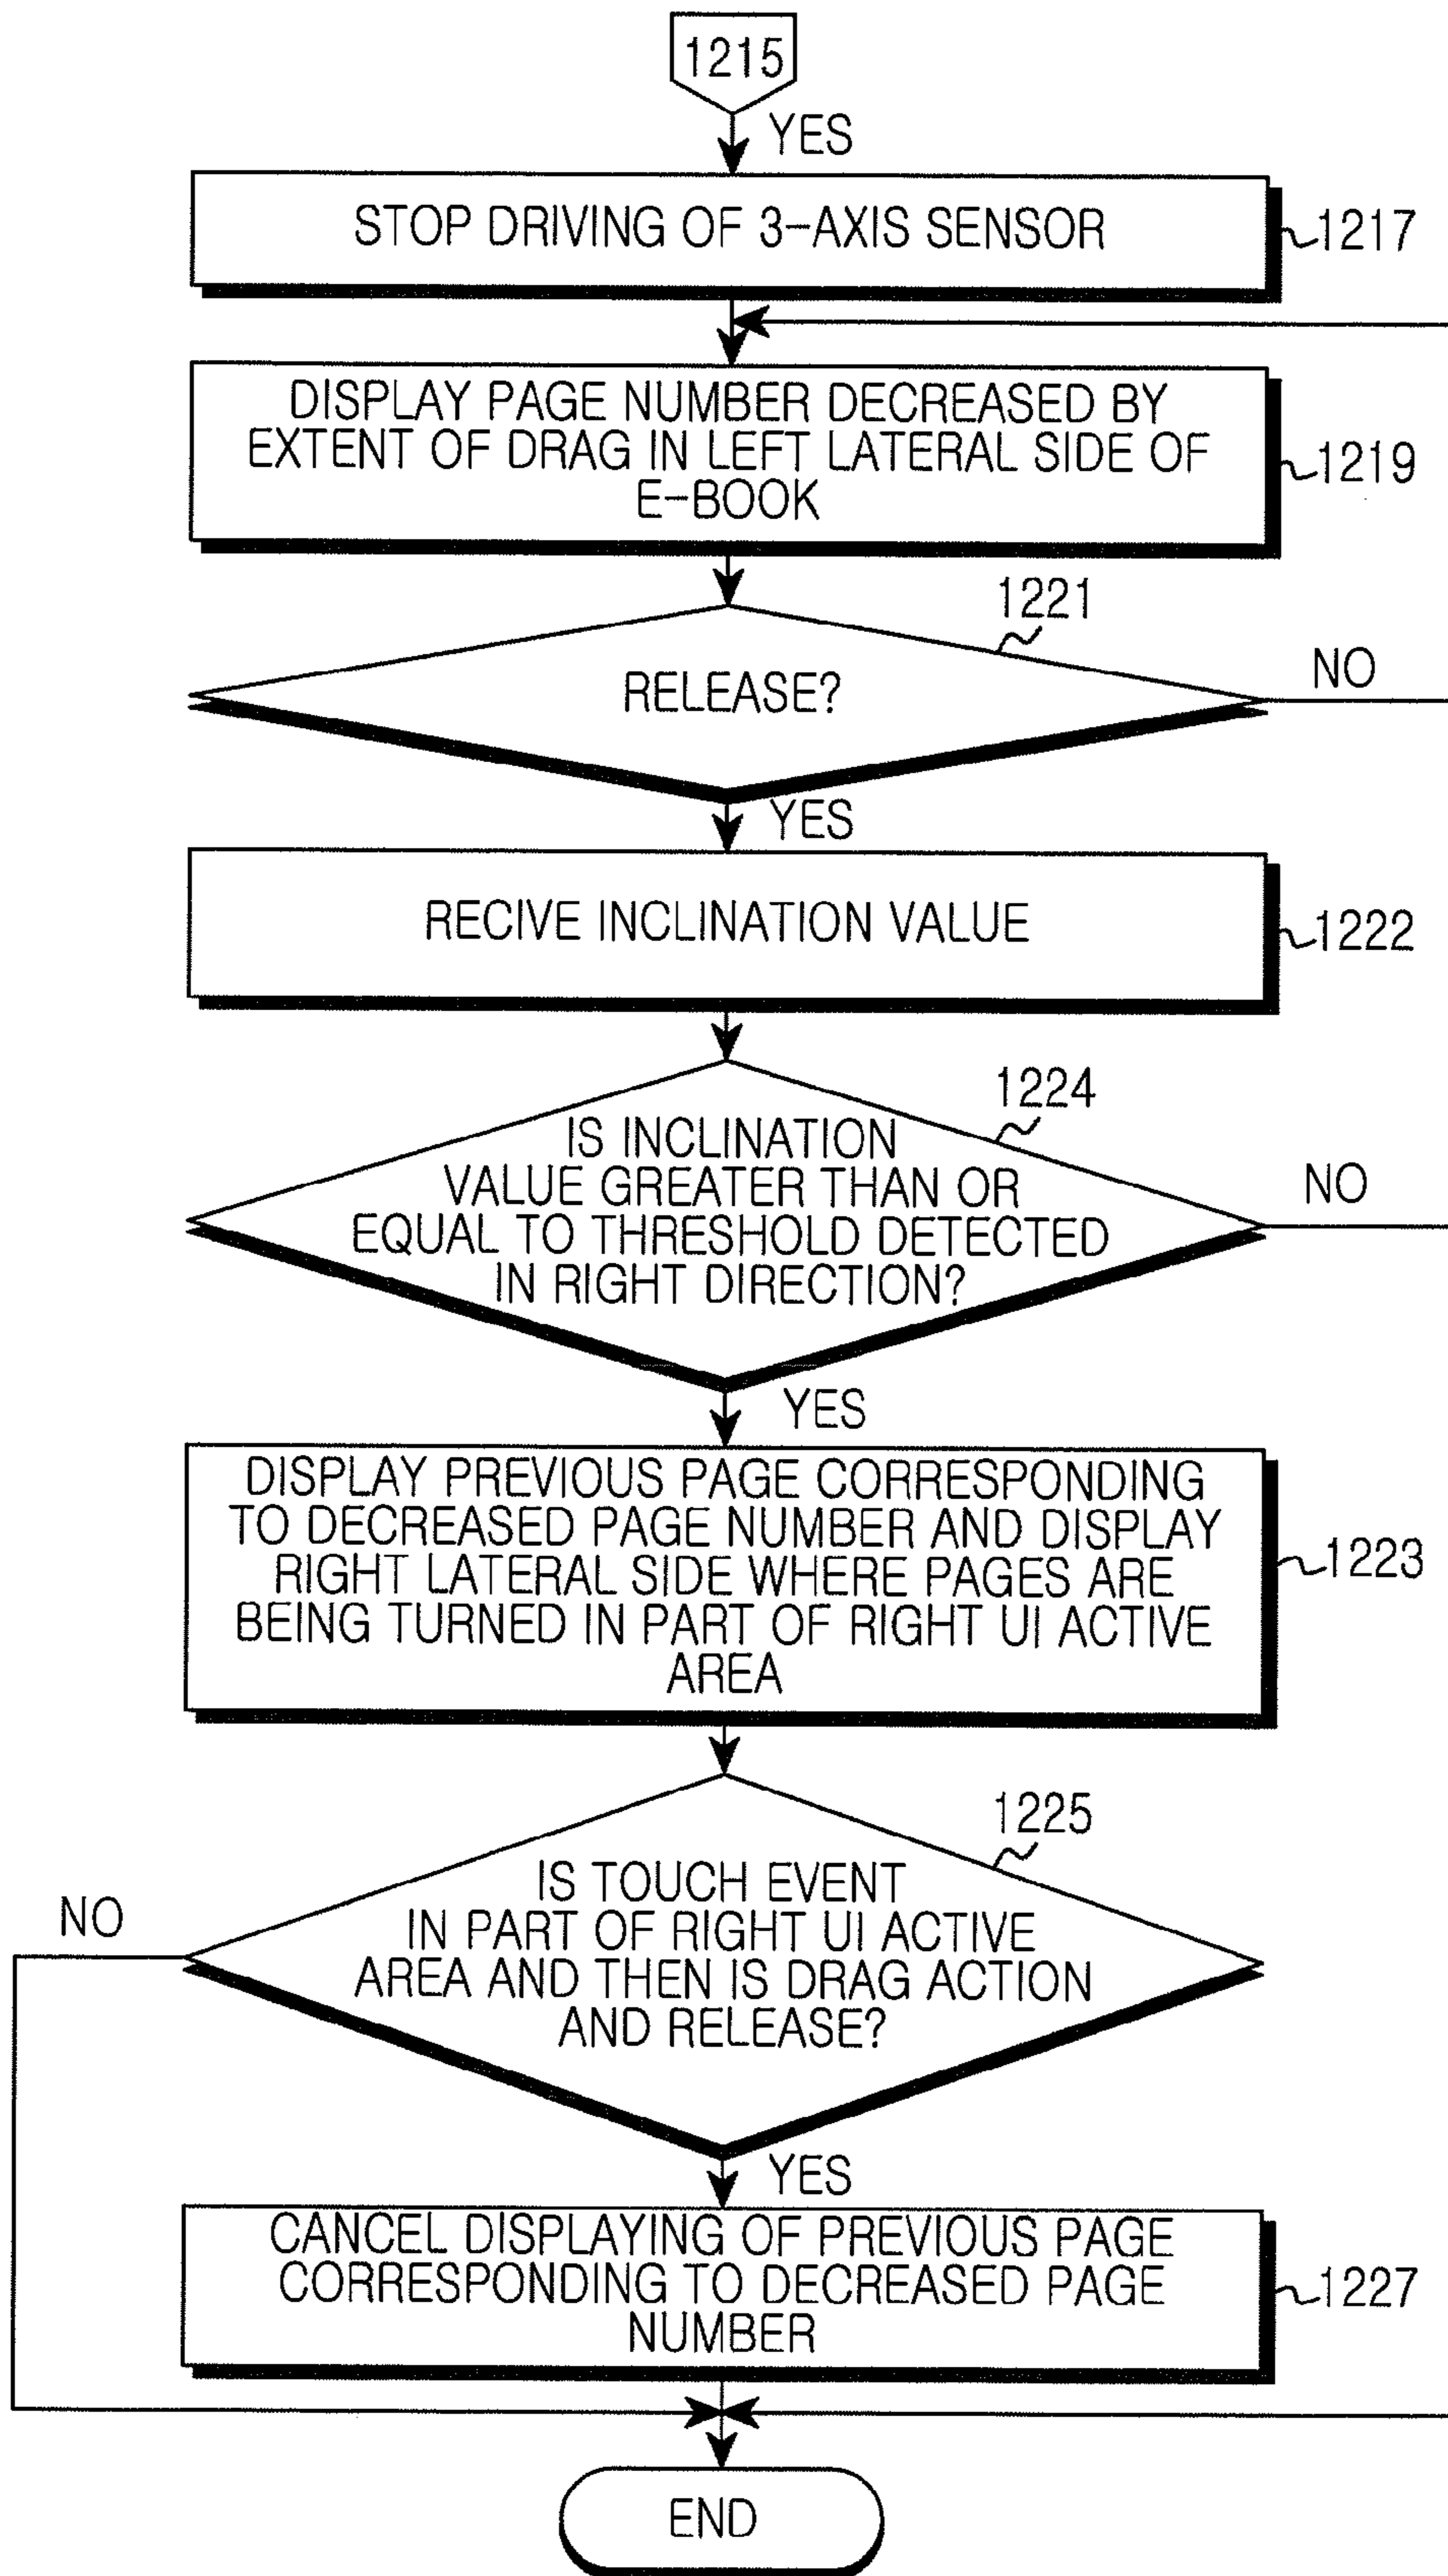 1215
YES
STOP DRIVING OF 3-AXIS SENSOR
1217
DISPLAY PAGE NUMBER DECREASED BY
EXTENT OF DRAG IN LEFT LATERAL SIDE OF
E-BOOK
1219
1221
RELEASE?
NO
YES
RECIVE INCLINATION VALUE
1222
1224
IS INCLINATION
VALUE GREATER THAN OR
EQUAL TO THRESHOLD DETECTED
IN RIGHT DIRECTION?
NO
YES
DISPLAY PREVIOUS PAGE CORRESPONDING
TO DECREASED PAGE NUMBER AND DISPLAY
RIGHT LATERAL SIDE WHERE PAGES ARE
BEING TURNED IN PART OF RIGHT UI ACTIVE
AREA
1223
1225
IS TOUCH EVENT
IN PART OF RIGHT UI ACTIVE
AREA AND THEN IS DRAG ACTION
AND RELEASE?
NO
YES
CANCEL DISPLAYING OF PREVIOUS PAGE
CORRESPONDING TO DECREASED PAGE
NUMBER
1227
END